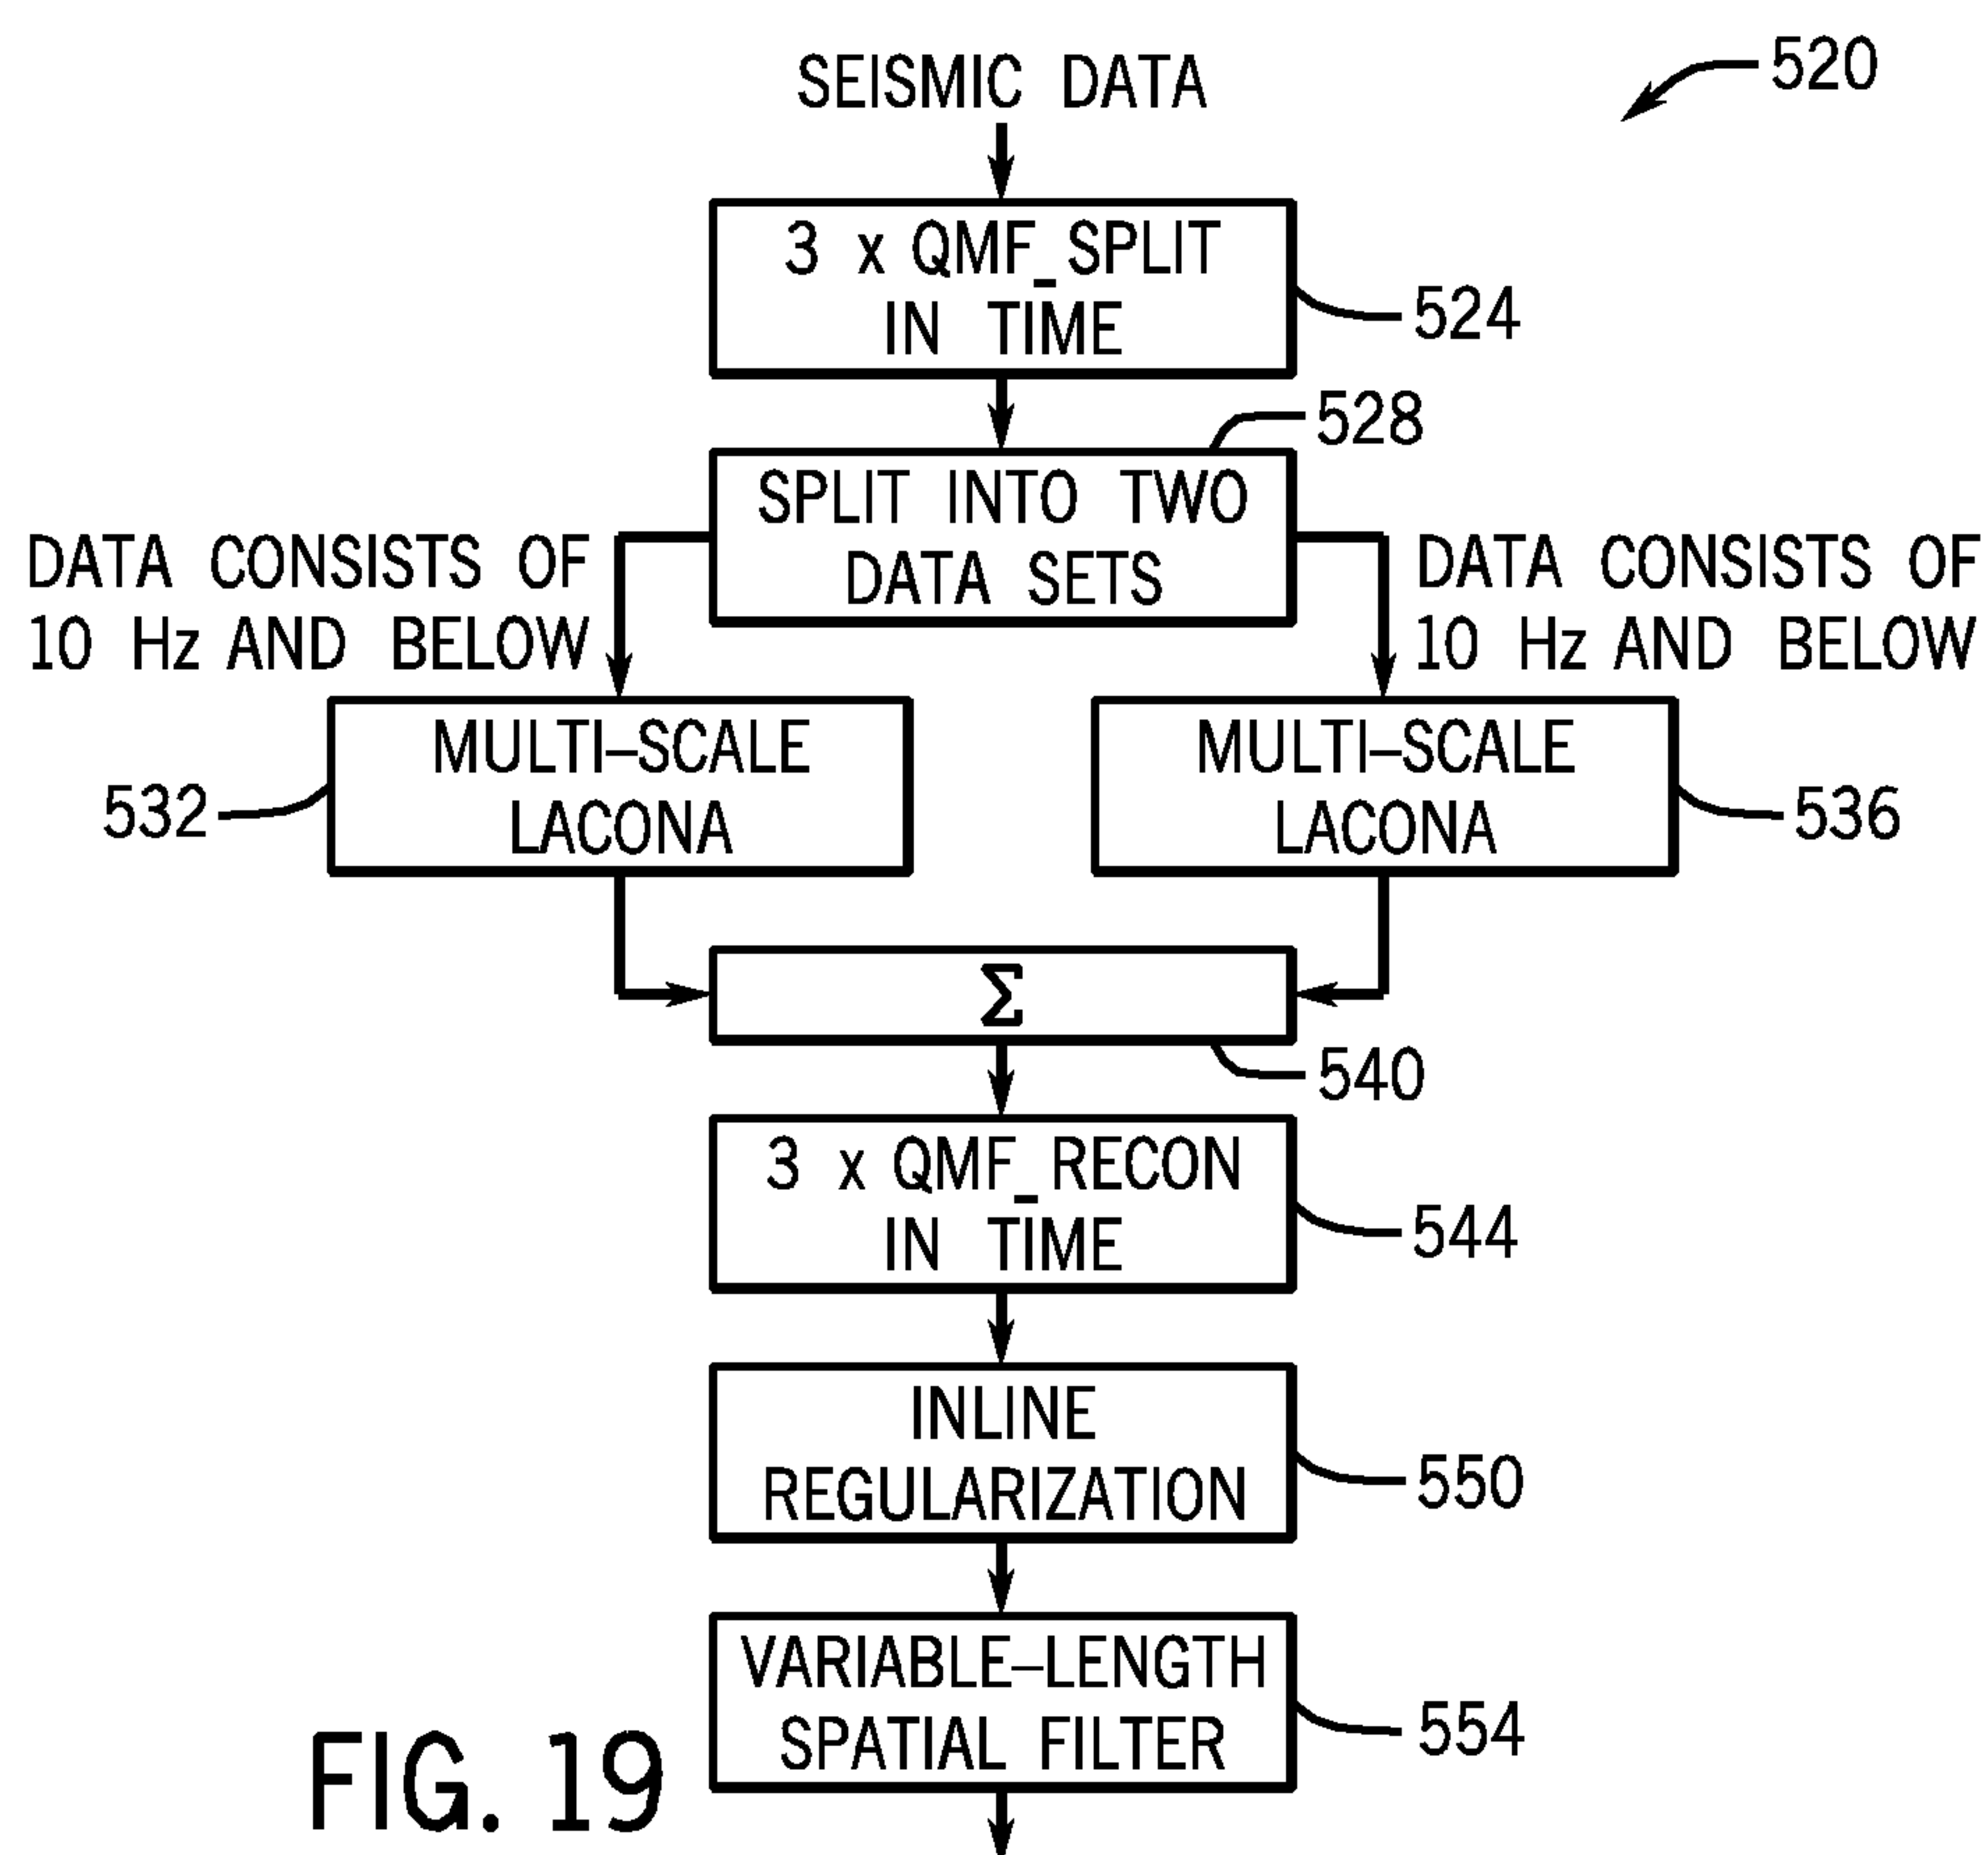 SEISMIC DATA
520
3 x QMF_SPLIT
IN TIME
524
528
SPLIT INTO TWO
DATA SETS
DATA CONSISTS OF
10 Hz AND BELOW
DATA CONSISTS OF
10 Hz AND BELOW
MULTI-SCALE
LACONA
532
MULTI-SCALE
LACONA
536
Σ
540
3 x QMF_RECON
IN TIME
544
INLINE
REGULARIZATION
550
VARIABLE-LENGTH
SPATIAL FILTER
554
FIG. 19